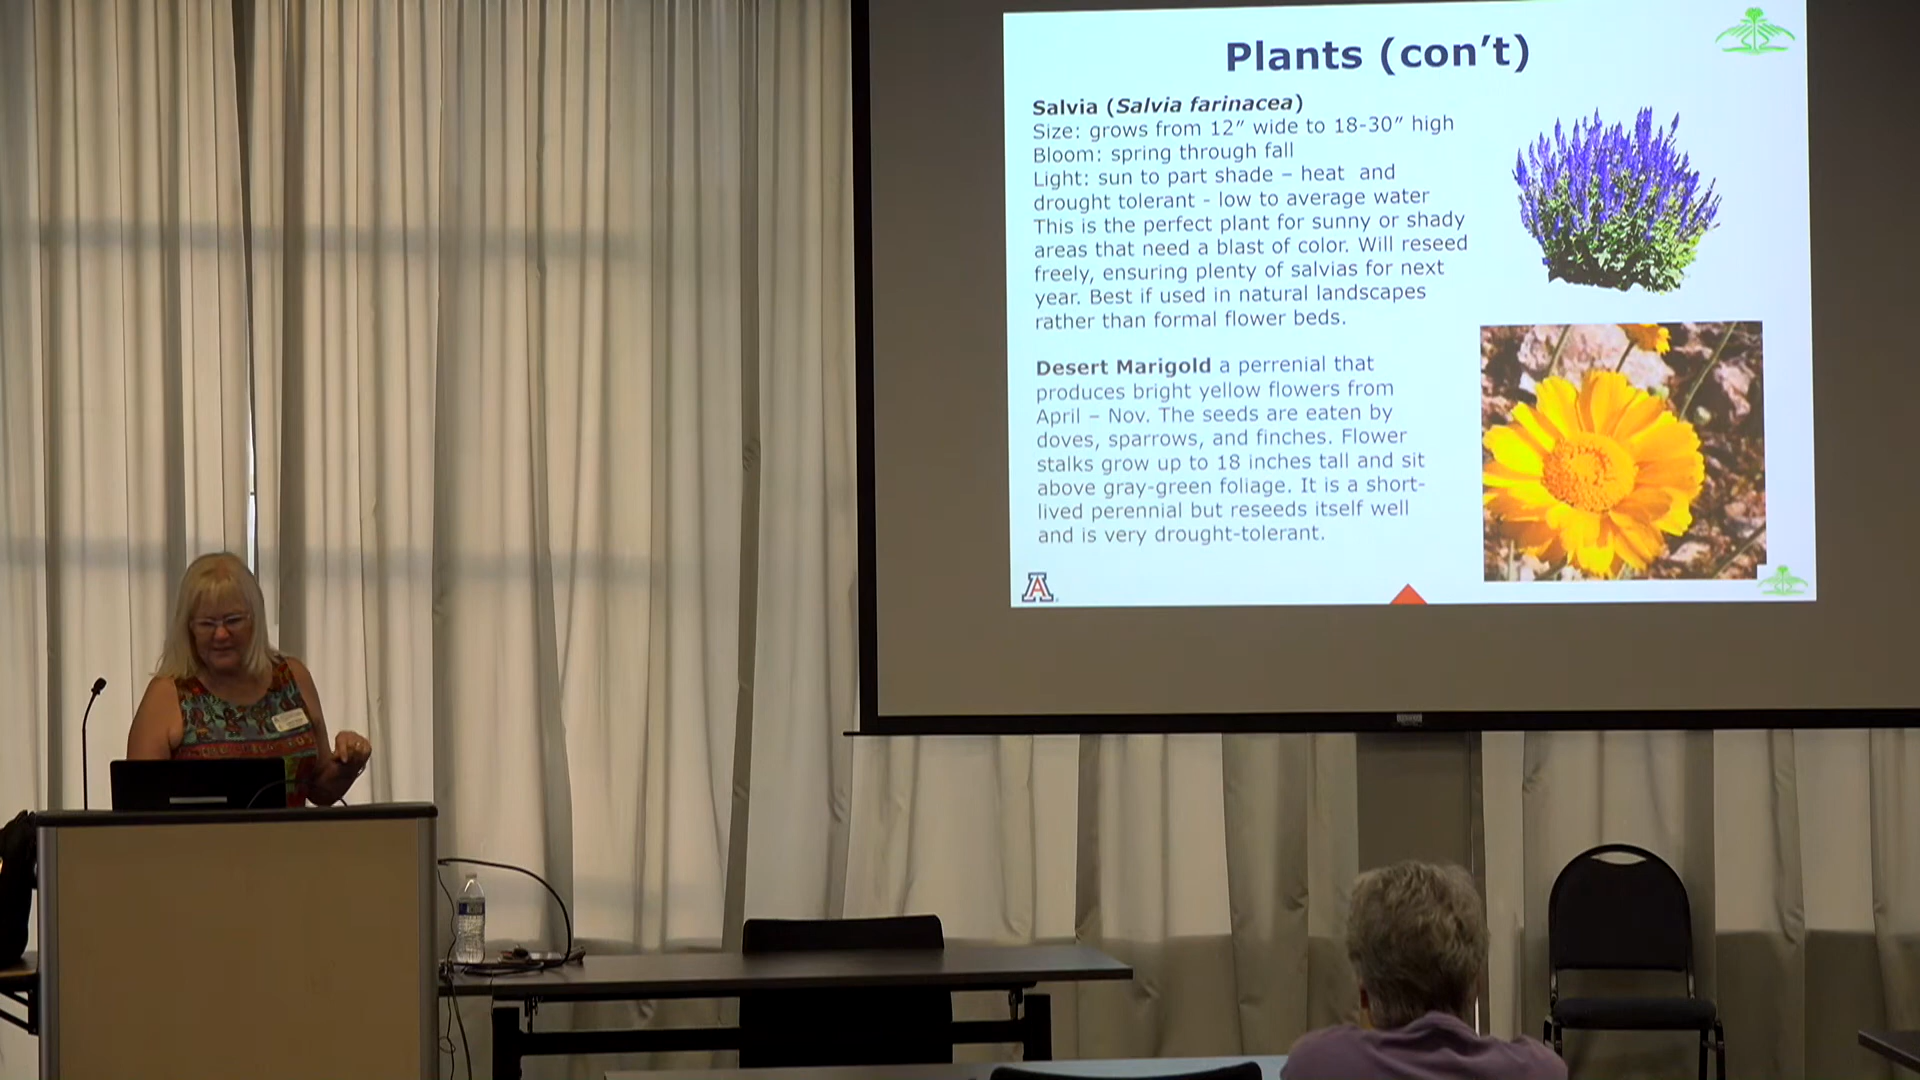 Plants (con’t)
Salvia (Salvia farinacea)
Size: grows from 12” wide to 18-30” high
Bloom: spring through fall
Light: sun to part shade – heat and
drought tolerant - low to average water
This is the perfect plant for sunny or shady
areas that need a blast of color. Will reseed
freely, ensuring plenty of salvias for next
year. Best if used in natural landscapes
rather than formal flower beds.
Desert Marigold a perrenial that
produces bright yellow flowers from
April – Nov. The seeds are eaten by
doves, sparrows, and finches. Flower
stalks grow up to 18 inches tall and sit
above gray-green foliage. It is a short-
lived perennial but reseeds itself well
and is very drought-tolerant.
A